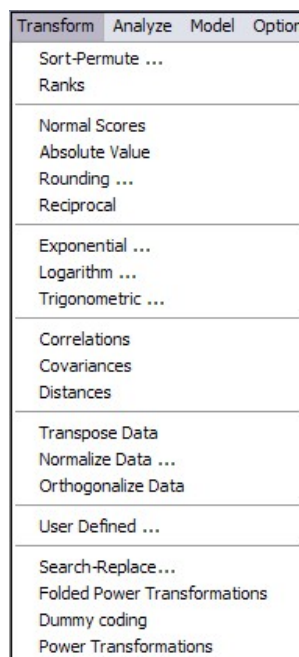 Transform Analyze Model Option
Sort-Permute ...
Ranks
Normal Scores
Absolute Value
Rounding ...
Reciprocal
Exponential ...
Logarithm ...
Trigonometric ...
Correlations
Covariances
Distances
Transpose Data
Normalize Data ...
Orthogonalize Data
User Defined ...
Search-Replace...
Folded Power Transformations
Dummy coding
Power Transformations